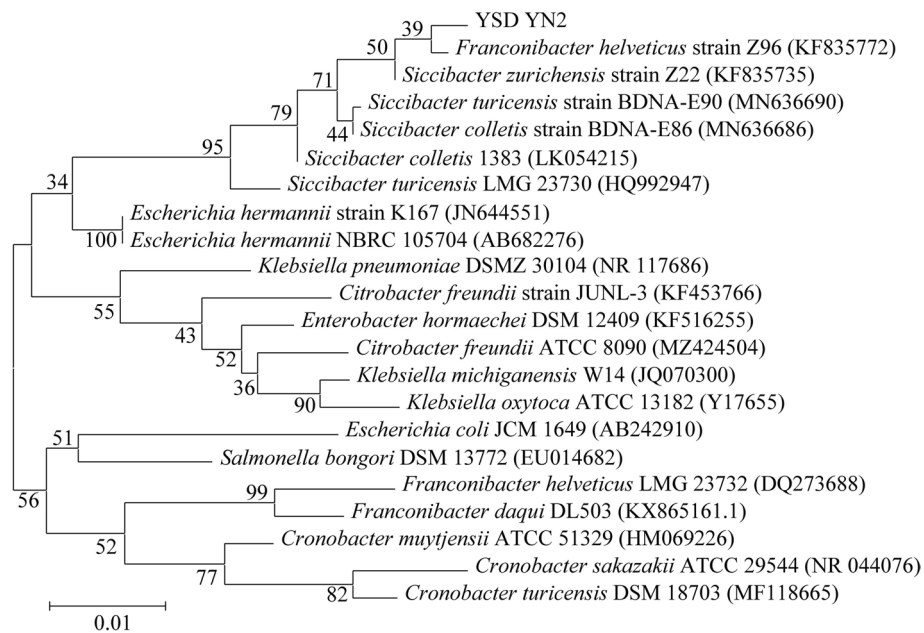 YSD YN2
39
Franconibacter helveticus strain Z96 (KF835772)
50
Siccibacter zurichensis strain Z22 (KF835735)
71
Siccibacter turicensis strain BDNA-E90 (MN636690)
79
Siccibacter colletis strain BDNA-E86 (MN636686)
44
95
Siccibacter colletis 1383 (LK054215)
34
Siccibacter turicensis LMG 23730 (HQ992947)
Escherichia hermannii strain K167 (JN644551)
100
Escherichia hermannii NBRC 105704 (AB682276)
Klebsiella pneumoniae DSMZ 30104 (NR 117686)
55
Citrobacter freundii strain JUNL-3 (KF453766)
43
Enterobacter hormaechei DSM 12409 (KF516255)
52
Citrobacter freundii ATCC 8090 (MZ424504)
36
Klebsiella michiganensis W14 (JQ070300)
90
Klebsiella oxytoca ATCC 13182 (Y17655)
51
Escherichia coli JCM 1649 (AB242910)
Salmonella bongori DSM 13772 (EU014682)
56
99
Franconibacter helveticus LMG 23732 (DQ273688)
Franconibacter daqui DL503 (KX865161.1)
52
Cronobacter muytjensii ATCC 51329 (HM069226)
77
Cronobacter sakazakii ATCC 29544 (NR 044076)
82
Cronobacter turicensis DSM 18703 (MF118665)
0.01